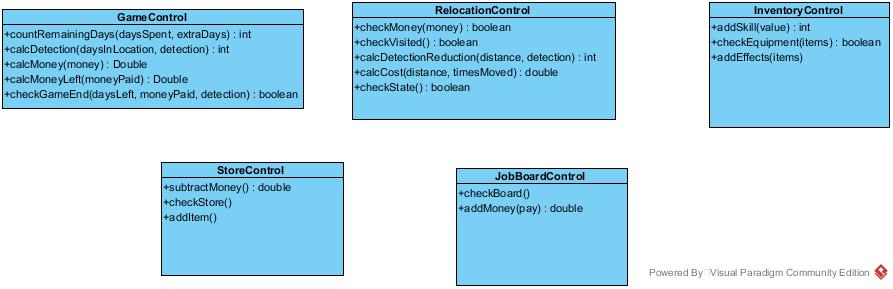 GameControl
+countRemainingDays(daysSpent, extraDays) : int
+calcDetection(daysInLocation, detection) : int
+calcMoney(money) : Double
+calcMoneyLeft(moneyPaid) : Double
+checkGameEnd(daysLeft, moneyPaid, detection) : boolean
RelocationControl
+checkMoney(money) : boolean
+checkVisited() : boolean
+calcDetectionReduction(distance, detection) : int
+calcCost(distance, timesMoved) : double
+checkState() : boolean
InventoryControl
+addSkill(value) : int
+checkEquipment(items) : boolean
+addEffects(items)
StoreControl
+subtractMoney() : double
+checkStore()
+addItem()
JobBoardControl
+checkBoard()
+addMoney(pay) : double
Powered By Visual Paradigm Community Edition